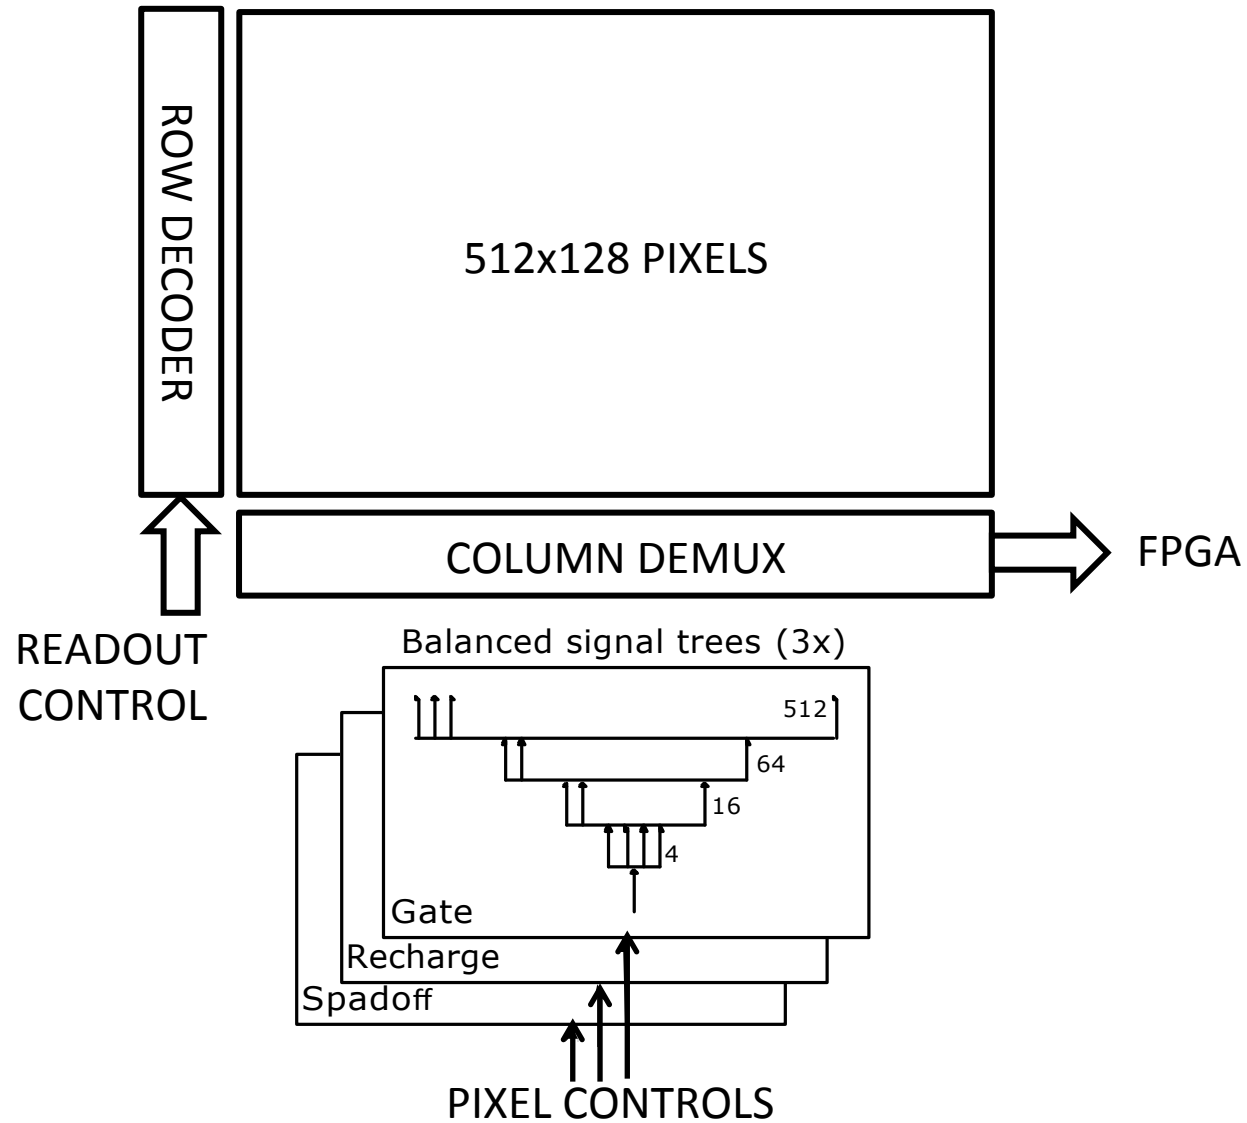 ROW DECODER
512x128 PIXELS
COLUMN DEMUX
FPGA
READOUT
CONTROL
Balanced signal trees (3x)
512
64
16
4
Gate
Recharge
Spadoff
PIXEL CONTROLS